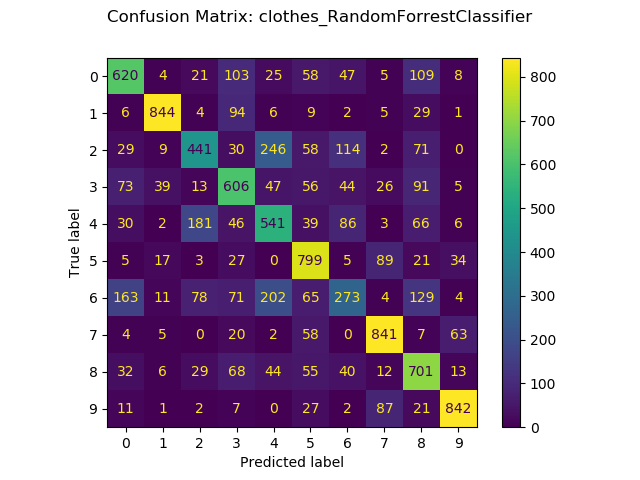 Confusion Matrix: clothes_RandomForrestClassifier
0 620 4 21 103 25 58 47 5 109 8
1 6 844 4 94 6 9 2 5 29 1
2 29 9 441 30 246 58 114 2 71 0
3 73 39 13 606 47 56 44 26 91 5
4 30 2 181 46 541 39 86 3 66 6
5 5 17 3 27 0 799 5 89 21 34
6 163 11 78 71 202 65 273 4 129 4
7 4 5 0 20 2 58 0 841 7 63
8 32 6 29 68 44 55 40 12 701 13
9 11 1 2 7 0 27 2 87 21 842
0 1 2 3 4 5 6 7 8 9
Predicted label
True label
800
700
600
500
400
300
200
100
0